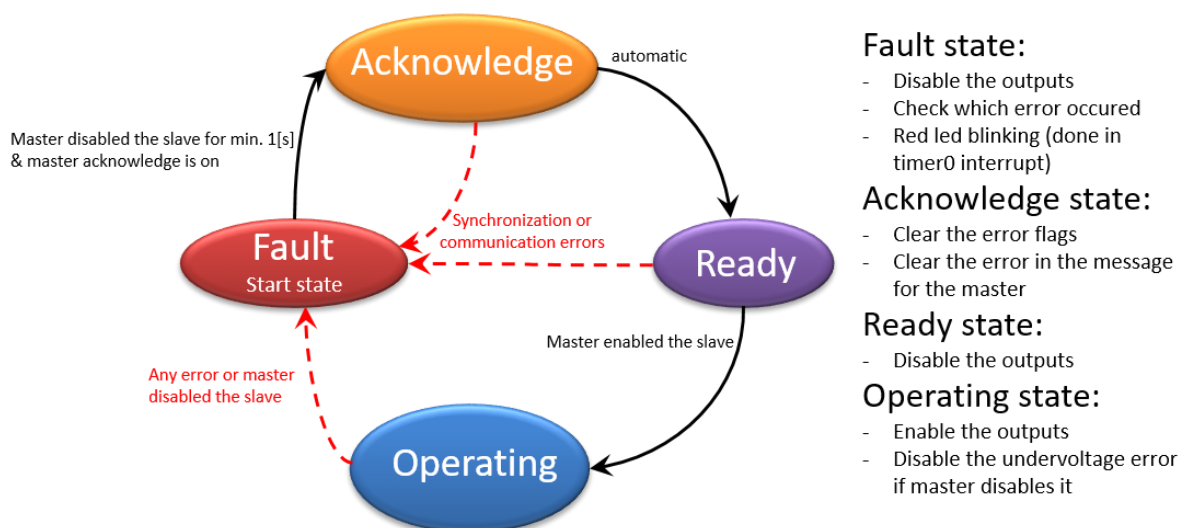 Acknowledge
automatic
Master disabled the slave for min. 1[s]
& master acknowledge is on
Synchronization or
communication errors
Fault
Start state
Ready
Master enabled the slave
Any error or master
disabled the slave
Operating
Fault state:
- Disable the outputs
- Check which error occured
- Red led blinking (done in
timer0 interrupt)
Acknowledge state:
- Clear the error flags
- Clear the error in the message
for the master
Ready state:
- Disable the outputs
Operating state:
- Enable the outputs
- Disable the undervoltage error
if master disables it